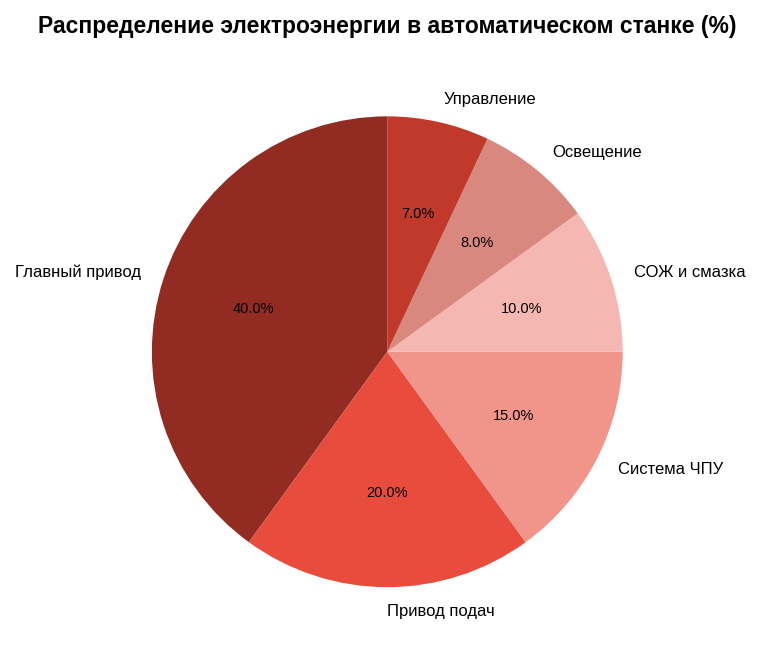 Распределение электроэнергии в автоматическом станке (%)
Управление
Освещение
7.0%
8.0%
Главный привод
СОЖ и смазка
40.0%
10.0%
15.0%
Система ЧПУ
20.0%
Привод подач